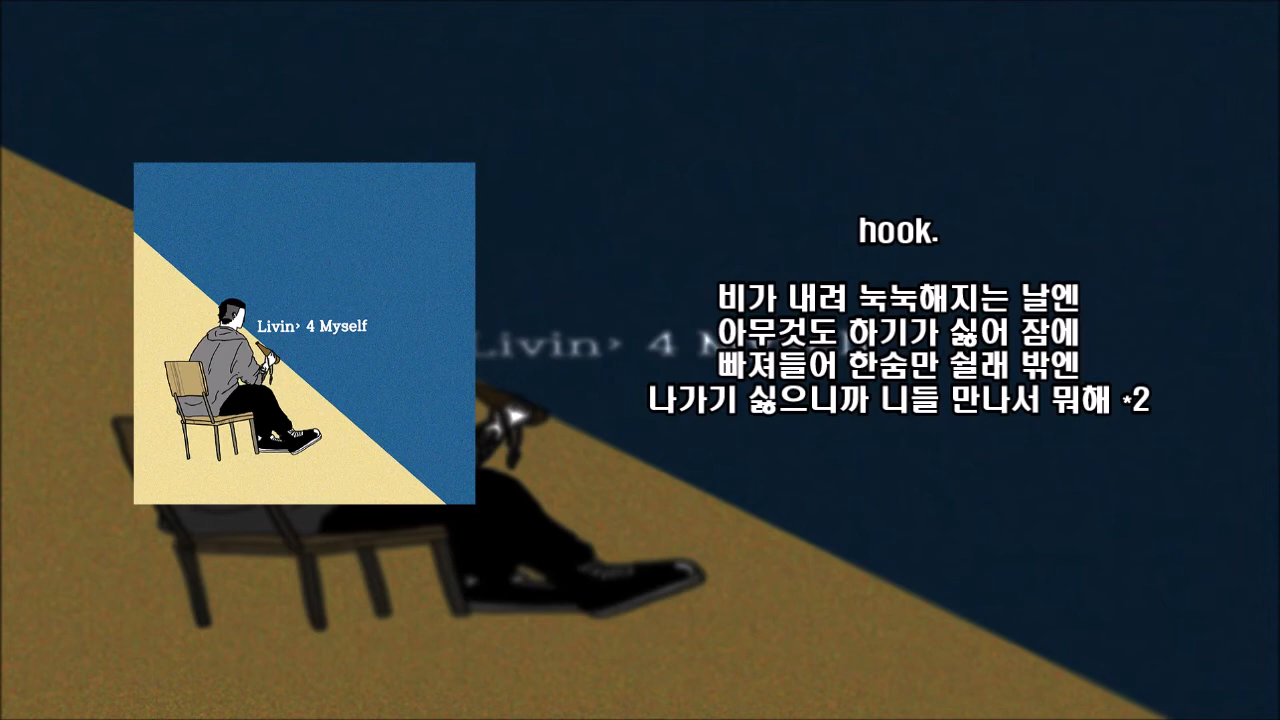 Livin' 4 Myself
hook.
비가 내려 눅눅해지는 날엔
아무것도 하기가 싫어 잠에
빠져들어 한숨만 쉴래 밖엔
나가기 싫으니까 니들 만나서 뭐해 *2
Livin' 4 M